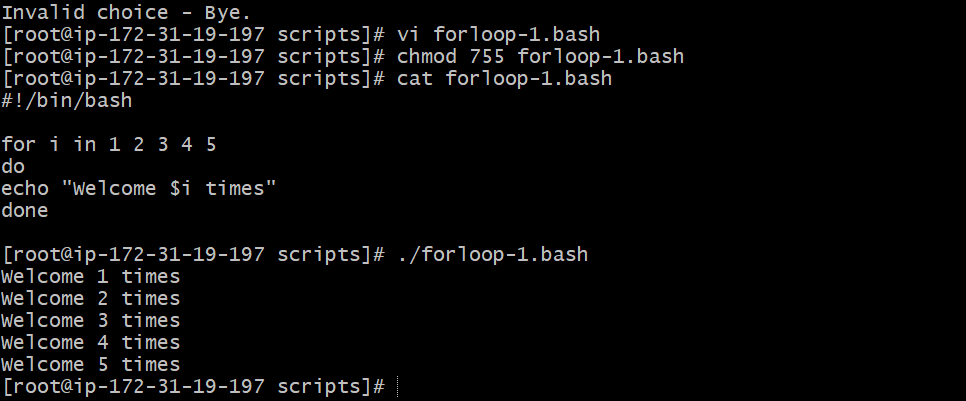 Invalid choice - Bye.
[root@ip-172-31-19-197 scripts]# vi forloop-1.bash
[root@ip-172-31-19-197 scripts]# chmod 755 forloop-1.bash
[root@ip-172-31-19-197 scripts]# cat forloop-1.bash
#!/bin/bash
for i in 1 2 3 4 5
do
echo "Welcome $i times"
done
[root@ip-172-31-19-197 scripts]# ./forloop-1.bash
Welcome 1 times
Welcome 2 times
Welcome 3 times
Welcome 4 times
Welcome 5 times
[root@ip-172-31-19-197 scripts]#